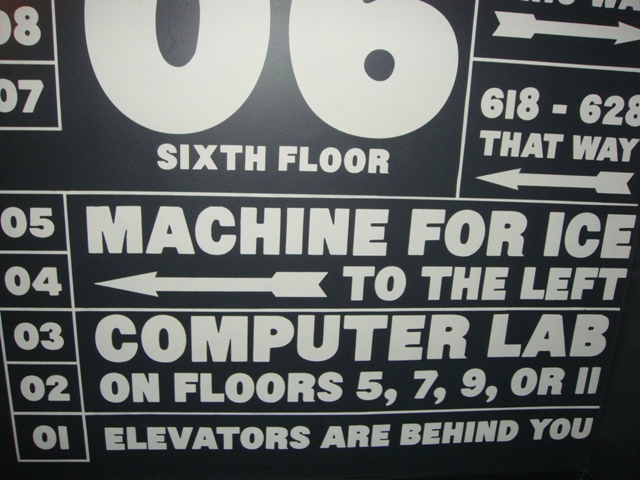 08
07
06
SIXTH FLOOR
618 - 628
THAT WAY
05
MACHINE FOR ICE
04
TO THE LEFT
03
COMPUTER LAB
02
ON FLOORS 5, 7, 9, OR 11
01
ELEVATORS ARE BEHIND YOU